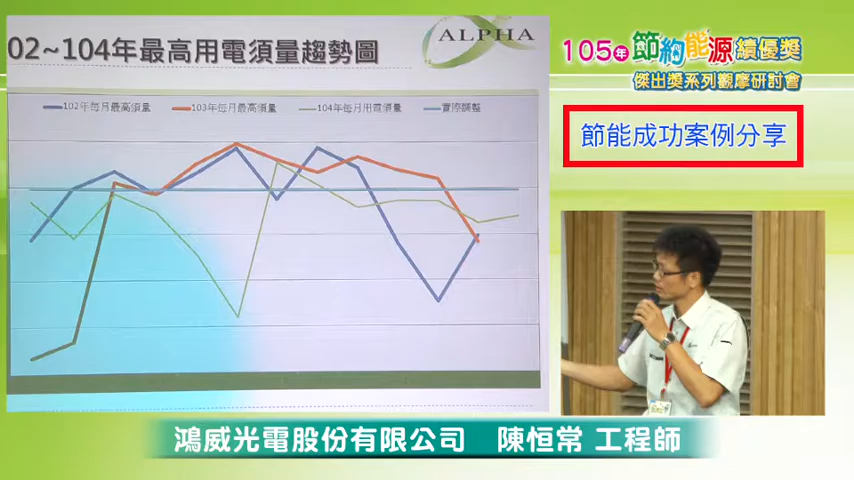 02~104年最高用電須量趨勢圖
ALPHA
102年每月最高須量
103年每月最高須量
104年每月用電須量
實際調整
105年節約能源績優獎
傑出獎系列觀摩研討會
節能成功案例分享
鴻威光電股份有限公司 陳恒常 工程師